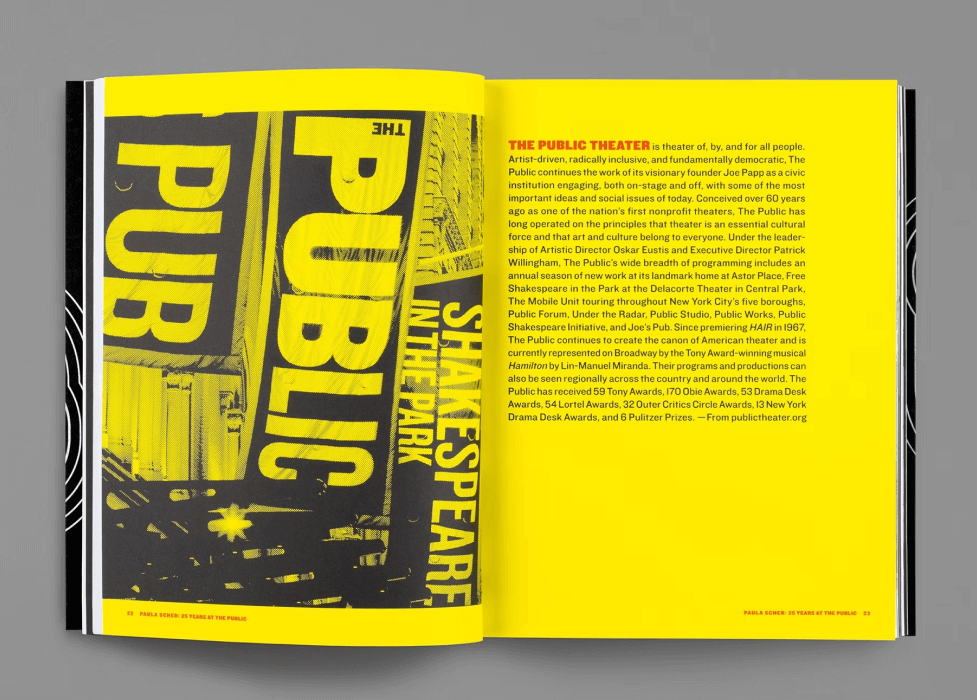 PUB
THE
PUBLIC
SHAKESPEARE
IN THE PARK
22 PAULA SCHER: 25 YEARS AT THE PUBLIC
THE PUBLIC THEATER is theater of, by, and for all people.
Artist-driven, radically inclusive, and fundamentally democratic, The
Public continues the work of its visionary founder Joe Papp as a civic
institution engaging, both on-stage and off, with some of the most
important ideas and social issues of today. Conceived over 60 years
ago as one of the nation's first nonprofit theaters, The Public has
long operated on the principles that theater is an essential cultural
force and that art and culture belong to everyone. Under the leader-
ship of Artistic Director Oskar Eustis and Executive Director Patrick
Willingham, The Public's wide breadth of programming includes an
annual season of new work at its landmark home at Astor Place, Free
Shakespeare in the Park at the Delacorte Theater in Central Park,
The Mobile Unit touring throughout New York City's five boroughs,
Public Forum, Under the Radar, Public Studio, Public Works, Public
Shakespeare Initiative, and Joe's Pub. Since premiering HAIR in 1967,
The Public continues to create the canon of American theater and is
currently represented on Broadway by the Tony Award-winning musical
Hamilton by Lin-Manuel Miranda. Their programs and productions can
also be seen regionally across the country and around the world. The
Public has received 59 Tony Awards, 170 Obie Awards, 53 Drama Desk
Awards, 54 Lortel Awards, 32 Outer Critics Circle Awards, 13 New York
Drama Desk Awards, and 6 Pulitzer Prizes. —From publictheater.org
PAULA SCHER: 25 YEARS AT THE PUBLIC 23